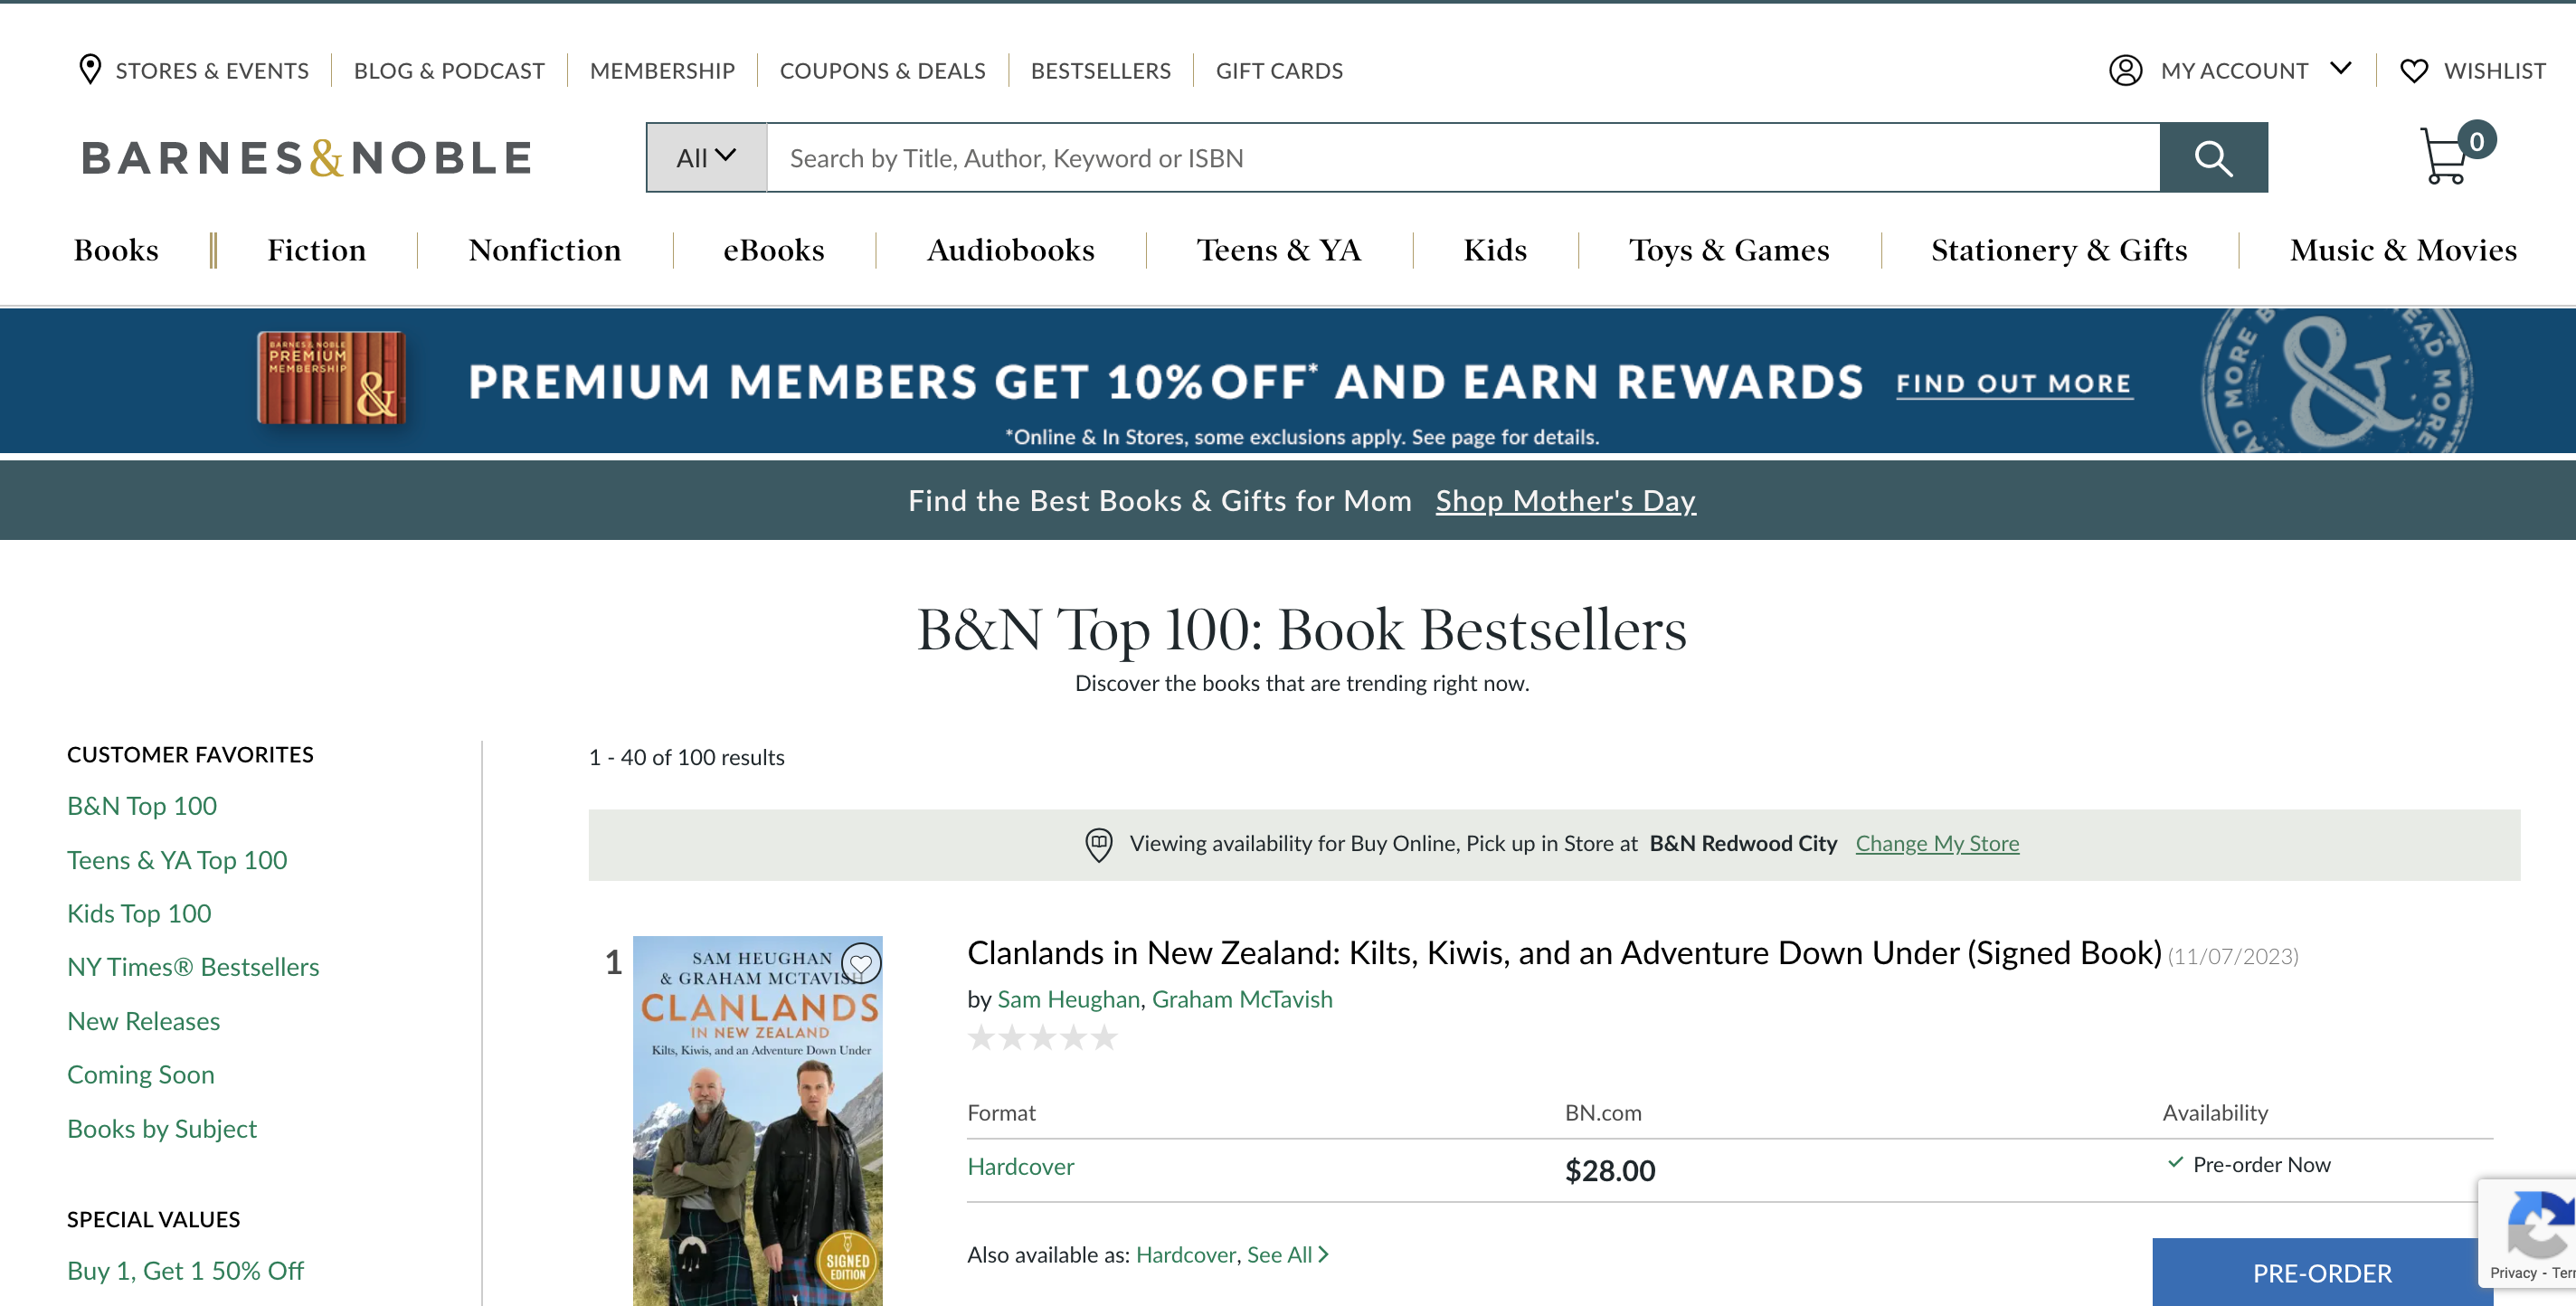 STORES & EVENTS
BLOG & PODCAST
MEMBERSHIP
COUPONS & DEALS
BESTSELLERS
GIFT CARDS
MY ACCOUNT
WISHLIST
BARNES&NOBLE
All
Search by Title, Author, Keyword or ISBN
0
Books
Fiction
Nonfiction
eBooks
Audiobooks
Teens & YA
Kids
Toys & Games
Stationery & Gifts
Music & Movies
BARNES & NOBLE
PREMIUM
MEMBERSHIP
&
PREMIUM MEMBERS GET 10% OFF* AND EARN REWARDS
FIND OUT MORE
*Online & In Stores, some exclusions apply. See page for details.
MORE
&
MORE
Find the Best Books & Gifts for Mom Shop Mother's Day
B&N Top 100: Book Bestsellers
Discover the books that are trending right now.
CUSTOMER FAVORITES
B&N Top 100
Teens & YA Top 100
Kids Top 100
NY Times® Bestsellers
New Releases
Coming Soon
Books by Subject
SPECIAL VALUES
Buy 1, Get 1 50% Off
1 - 40 of 100 results
Viewing availability for Buy Online, Pick up in Store at B&N Redwood City Change My Store
1
SAM HEUGHAN
& GRAHAM MCTAVISH
CLANLANDS
IN NEW ZEALAND
Kilts, Kiwis, and an Adventure Down Under
SIGNED
EDITION
Clanlands in New Zealand: Kilts, Kiwis, and an Adventure Down Under (Signed Book) (11/07/2023)
by Sam Heughan, Graham McTavish
Format
BN.com
Availability
Hardcover
$28.00
Pre-order Now
Also available as: Hardcover, See All
PRE-ORDER
Privacy -